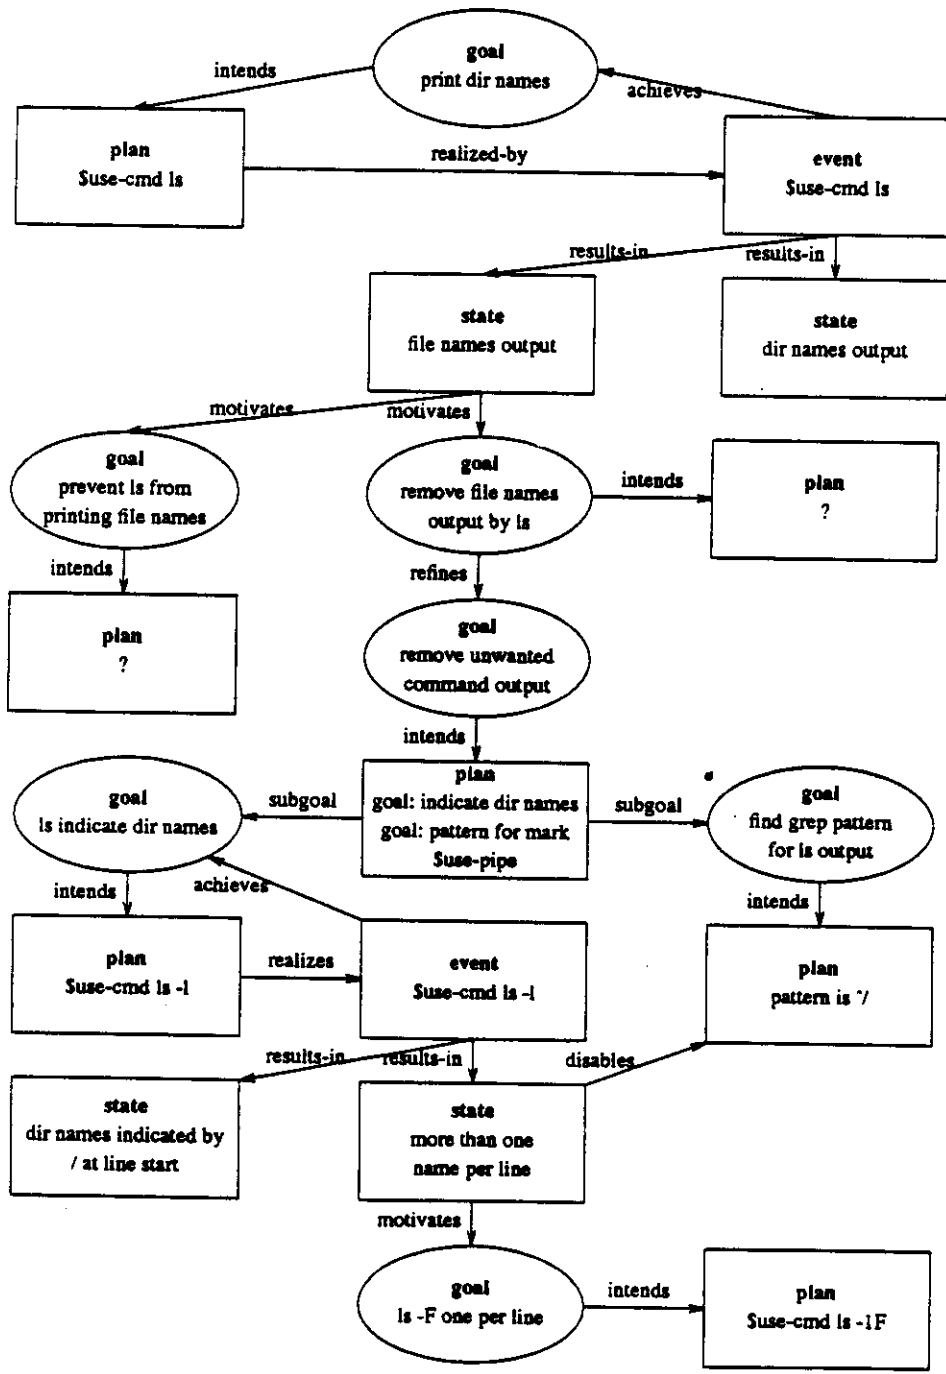 goal
print dir names
intends
achieves
plan
$use-cmd ls
realized-by
event
$use-cmd ls
results-in
results-in
state
file names output
state
dir names output
motivates
motivates
goal
prevent ls from
printing file names
goal
remove file names
output by ls
intends
plan
?
intends
refines
plan
?
goal
remove unwanted
command output
intends
goal
ls indicate dir names
subgoal
plan
goal: indicate dir names
goal: pattern for mark
$use-pipe
subgoal
goal
find grep pattern
for ls output
intends
achieves
intends
plan
$use-cmd ls -l
realizes
event
$use-cmd ls -l
plan
pattern is ^/
results-in
results-in
disables
state
dir names indicated by
/ at line start
state
more than one
name per line
motivates
goal
ls -F one per line
intends
plan
$use-cmd ls -1F